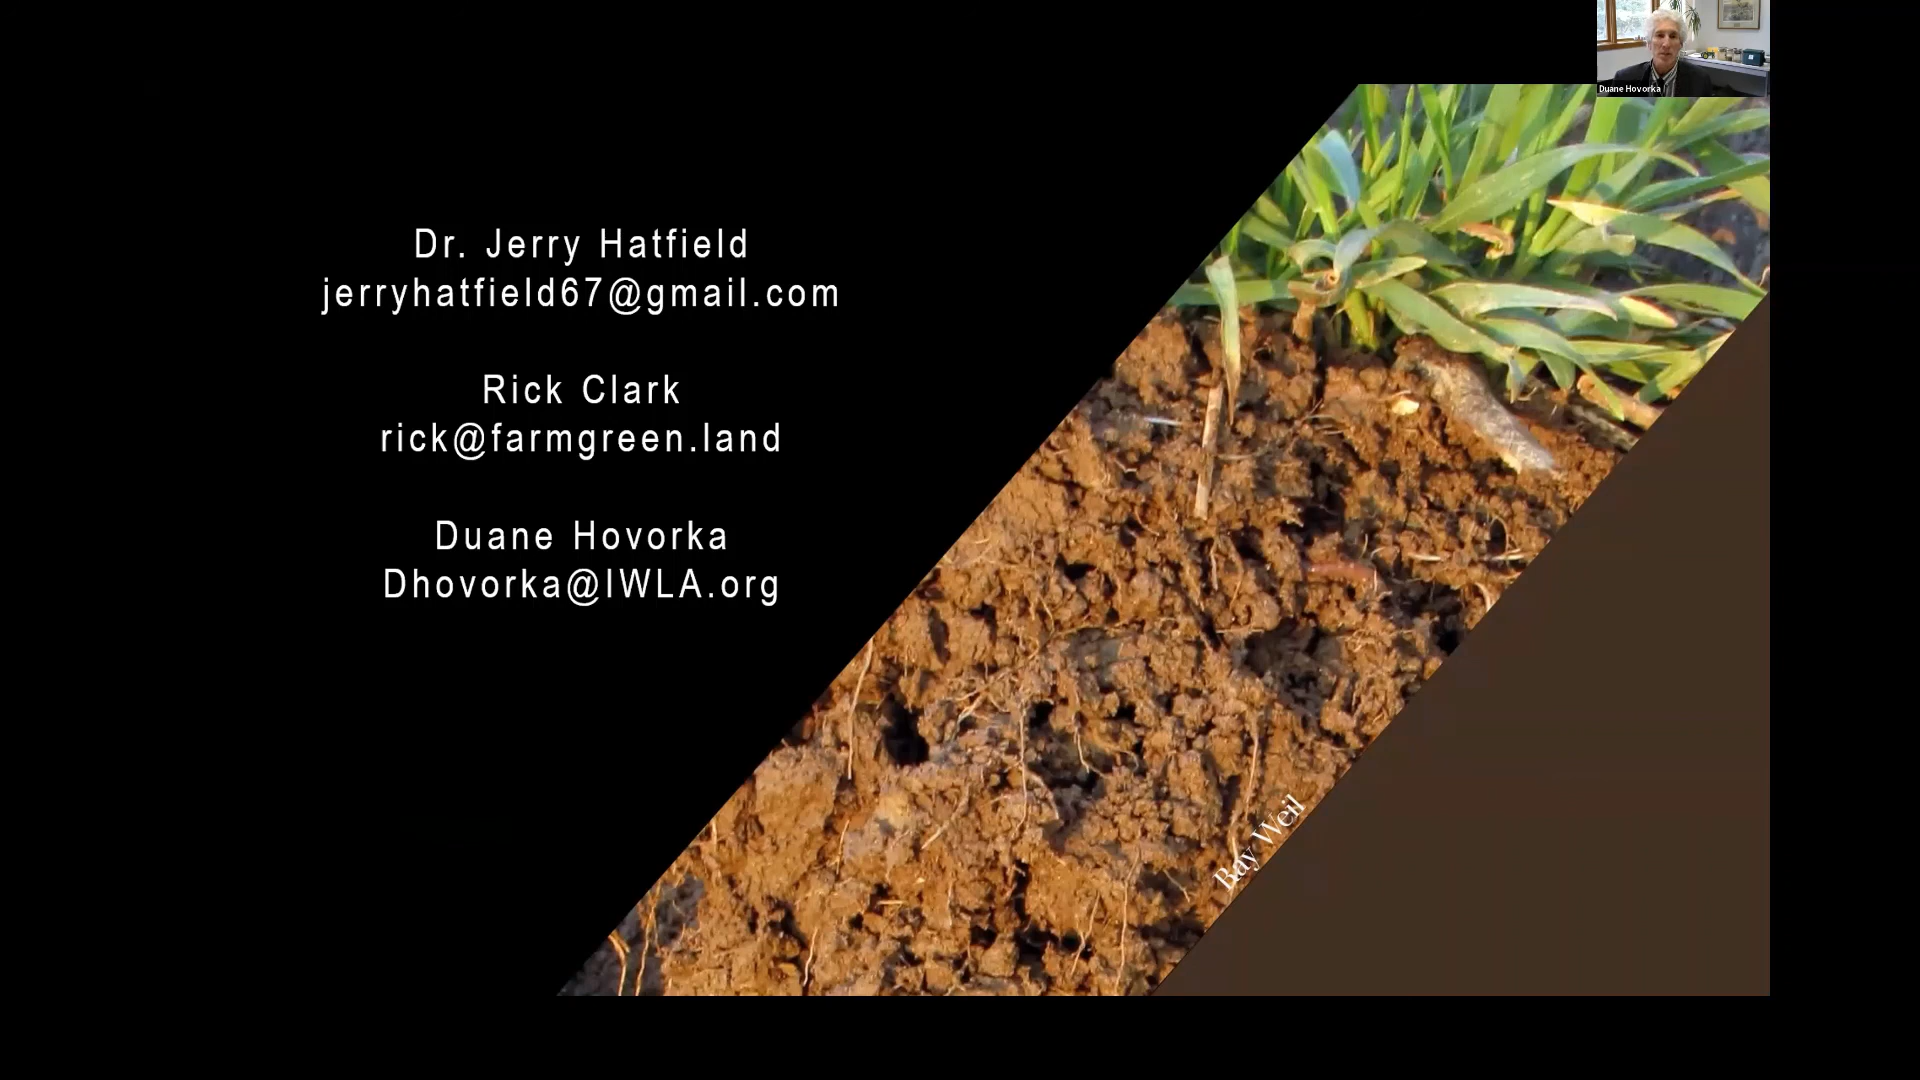 Duane Hovorka
Dr. Jerry Hatfield
jerryhatfield67@gmail.com
Rick Clark
rick@farmgreen.land
Duane Hovorka
Dhovorka@IWLA.org
Ray Weil